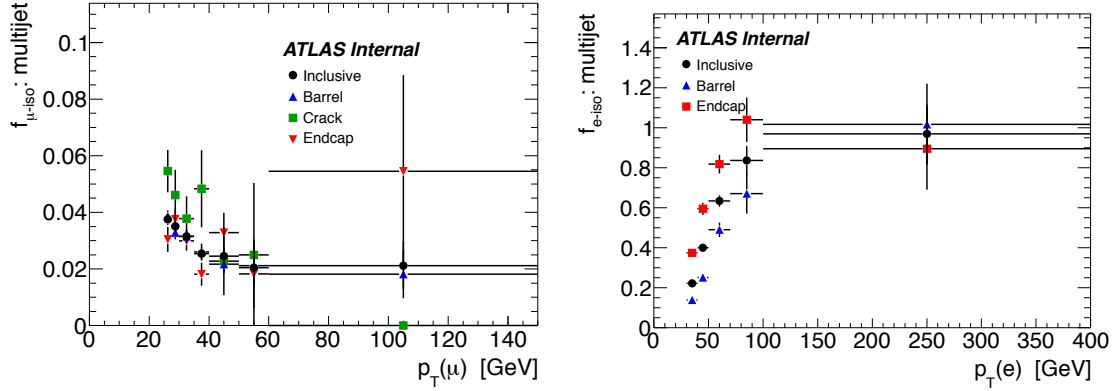 f_μ-iso: multijet
0.1
0.08
0.06
0.04
0.02
0
ATLAS Internal
Inclusive
Barrel
Crack
Endcap
0 20 40 60 80 100 120 140
p_T(μ) [GeV]
f_e-iso: multijet
1.4
1.2
1
0.8
0.6
0.4
0.2
0
ATLAS Internal
Inclusive
Barrel
Endcap
0 50 100 150 200 250 300 350 400
p_T(e) [GeV]